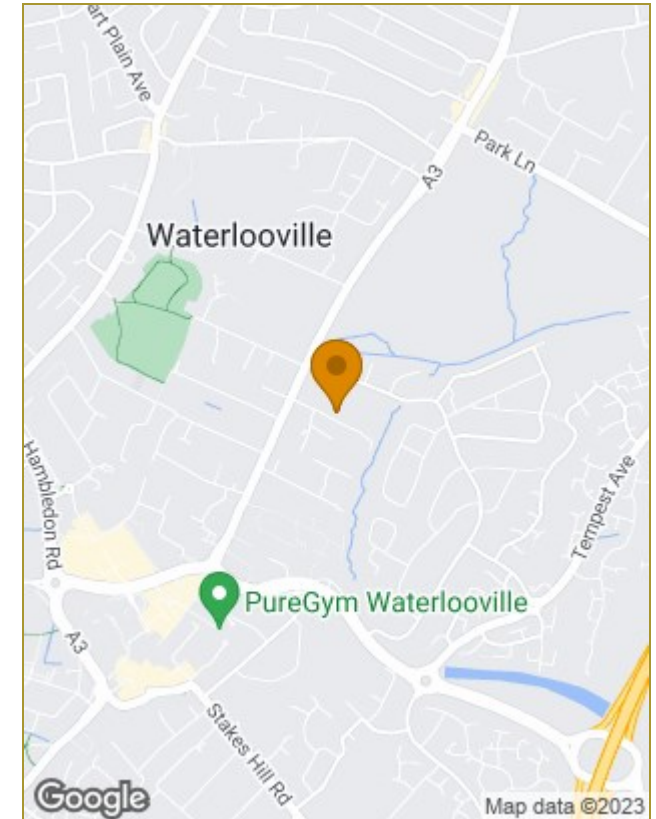 art Plain Ave
Park Ln
A3
Waterlooville
Hambledon Rd
Tempest Ave
PureGym Waterlooville
A3
Stakes Hill Rd
Google
Map data ©2023